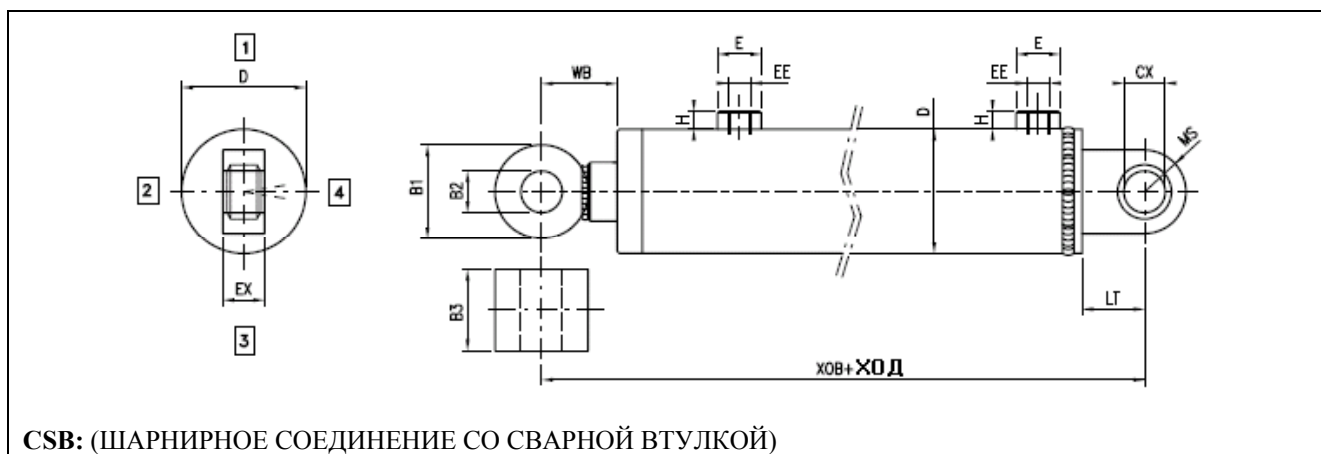 1
D
2
4
EX
3
WB
E
EE
H
B1
B2
B3
D
E
EE
H
CX
MS
LT
XOB+ХОД
CSB: (ШАРНИРНОЕ СОЕДИНЕНИЕ СО СВАРНОЙ ВТУЛКОЙ)